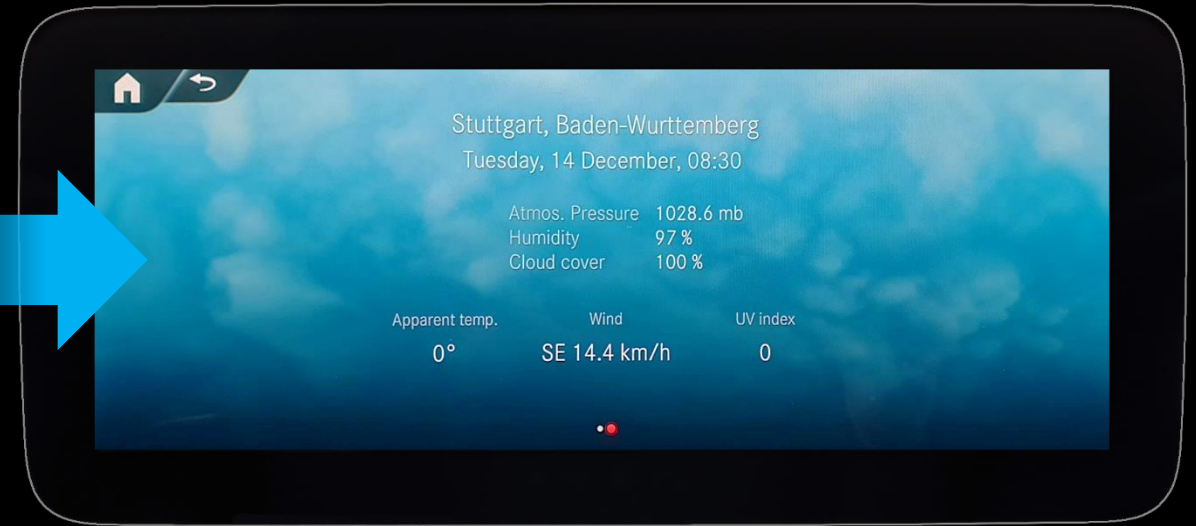 Stuttgart, Baden-Wurttemberg
Tuesday, 14 December, 08:30
Atmos. Pressure 1028.6 mb
Humidity 97 %
Cloud cover 100 %
Apparent temp. Wind UV index
0° SE 14.4 km/h 0